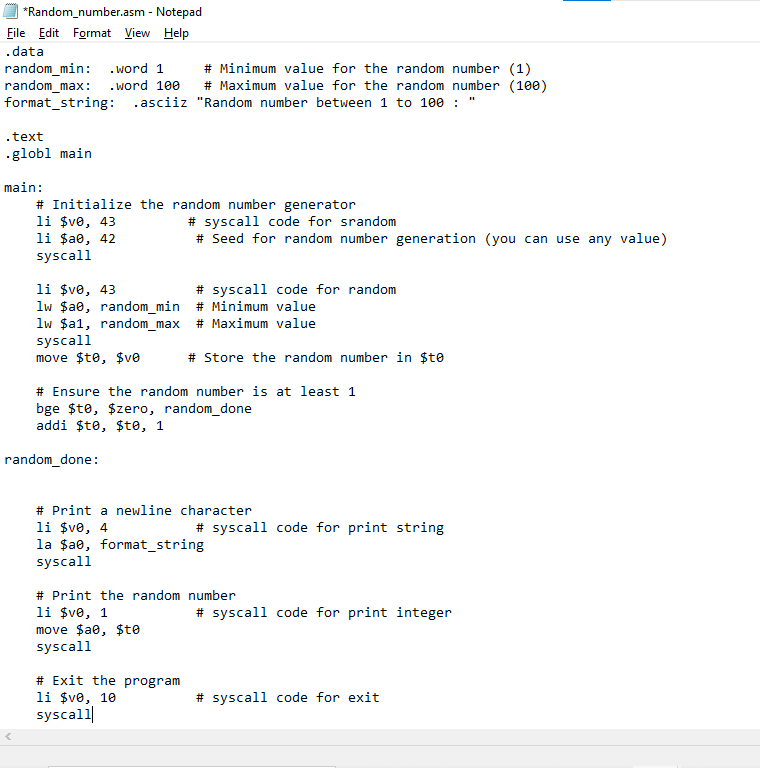 *Random_number.asm - Notepad
File Edit Format View Help
.data
random_min:  .word 1     # Minimum value for the random number (1)
random_max:  .word 100   # Maximum value for the random number (100)
format_string:  .asciiz "Random number between 1 to 100 : "

.text
.globl main

main:
    # Initialize the random number generator
    li $v0, 43         # syscall code for srandom
    li $a0, 42          # Seed for random number generation (you can use any value)
    syscall

    li $v0, 43          # syscall code for random
    lw $a0, random_min  # Minimum value
    lw $a1, random_max  # Maximum value
    syscall
    move $t0, $v0      # Store the random number in $t0

    # Ensure the random number is at least 1
    bge $t0, $zero, random_done
    addi $t0, $t0, 1

random_done:


    # Print a newline character
    li $v0, 4           # syscall code for print string
    la $a0, format_string
    syscall

    # Print the random number
    li $v0, 1           # syscall code for print integer
    move $a0, $t0
    syscall

    # Exit the program
    li $v0, 10          # syscall code for exit
    syscall